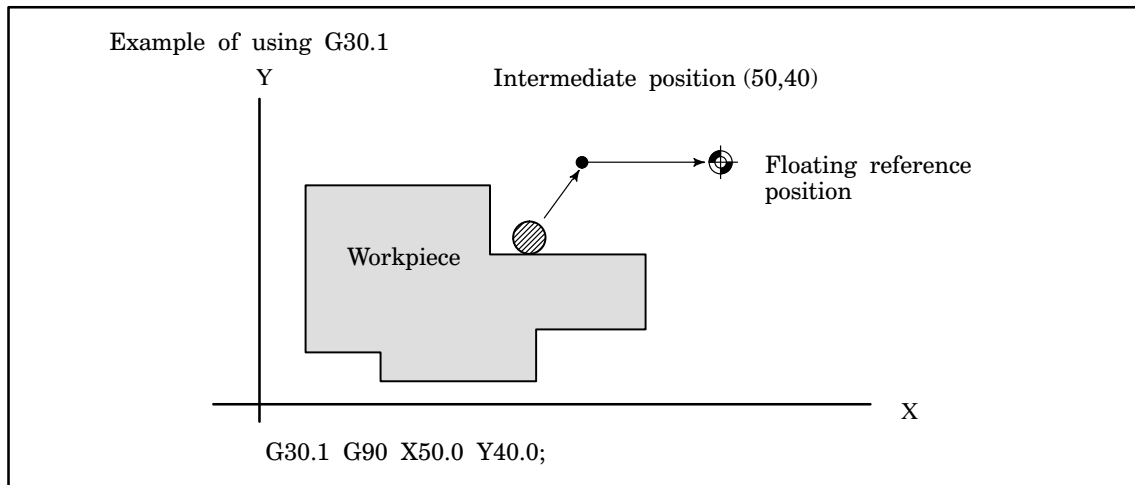 Example of using G30.1
Y
Intermediate position (50,40)
Floating reference
position
Workpiece
X
G30.1 G90 X50.0 Y40.0;